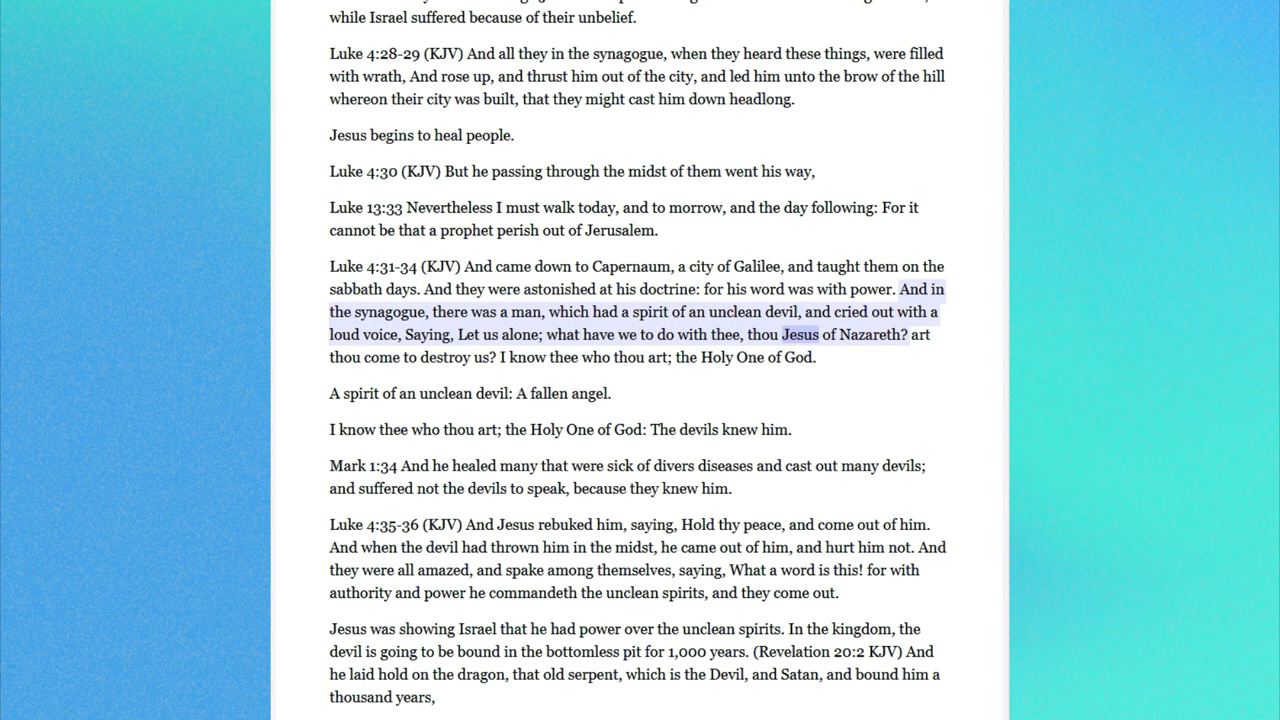 while Israel suffered because of their unbelief.
Luke 4:28-29 (KJV) And all they in the synagogue, when they heard these things, were filled
with wrath, And rose up, and thrust him out of the city, and led him unto the brow of the hill
whereon their city was built, that they might cast him down headlong.
Jesus begins to heal people.
Luke 4:30 (KJV) But he passing through the midst of them went his way,
Luke 13:33 Nevertheless I must walk today, and to morrow, and the day following: For it
cannot be that a prophet perish out of Jerusalem.
Luke 4:31-34 (KJV) And came down to Capernaum, a city of Galilee, and taught them on the
sabbath days. And they were astonished at his doctrine: for his word was with power. And in
the synagogue, there was a man, which had a spirit of an unclean devil, and cried out with a
loud voice, Saying, Let us alone; what have we to do with thee, thou Jesus of Nazareth? art
thou come to destroy us? I know thee who thou art; the Holy One of God.
A spirit of an unclean devil: A fallen angel.
I know thee who thou art; the Holy One of God: The devils knew him.
Mark 1:34 And he healed many that were sick of divers diseases and cast out many devils;
and suffered not the devils to speak, because they knew him.
Luke 4:35-36 (KJV) And Jesus rebuked him, saying, Hold thy peace, and come out of him.
And when the devil had thrown him in the midst, he came out of him, and hurt him not. And
they were all amazed, and spake among themselves, saying, What a word is this! for with
authority and power he commandeth the unclean spirits, and they come out.
Jesus was showing Israel that he had power over the unclean spirits. In the kingdom, the
devil is going to be bound in the bottomless pit for 1,000 years. (Revelation 20:2 KJV) And
he laid hold on the dragon, that old serpent, which is the Devil, and Satan, and bound him a
thousand years,